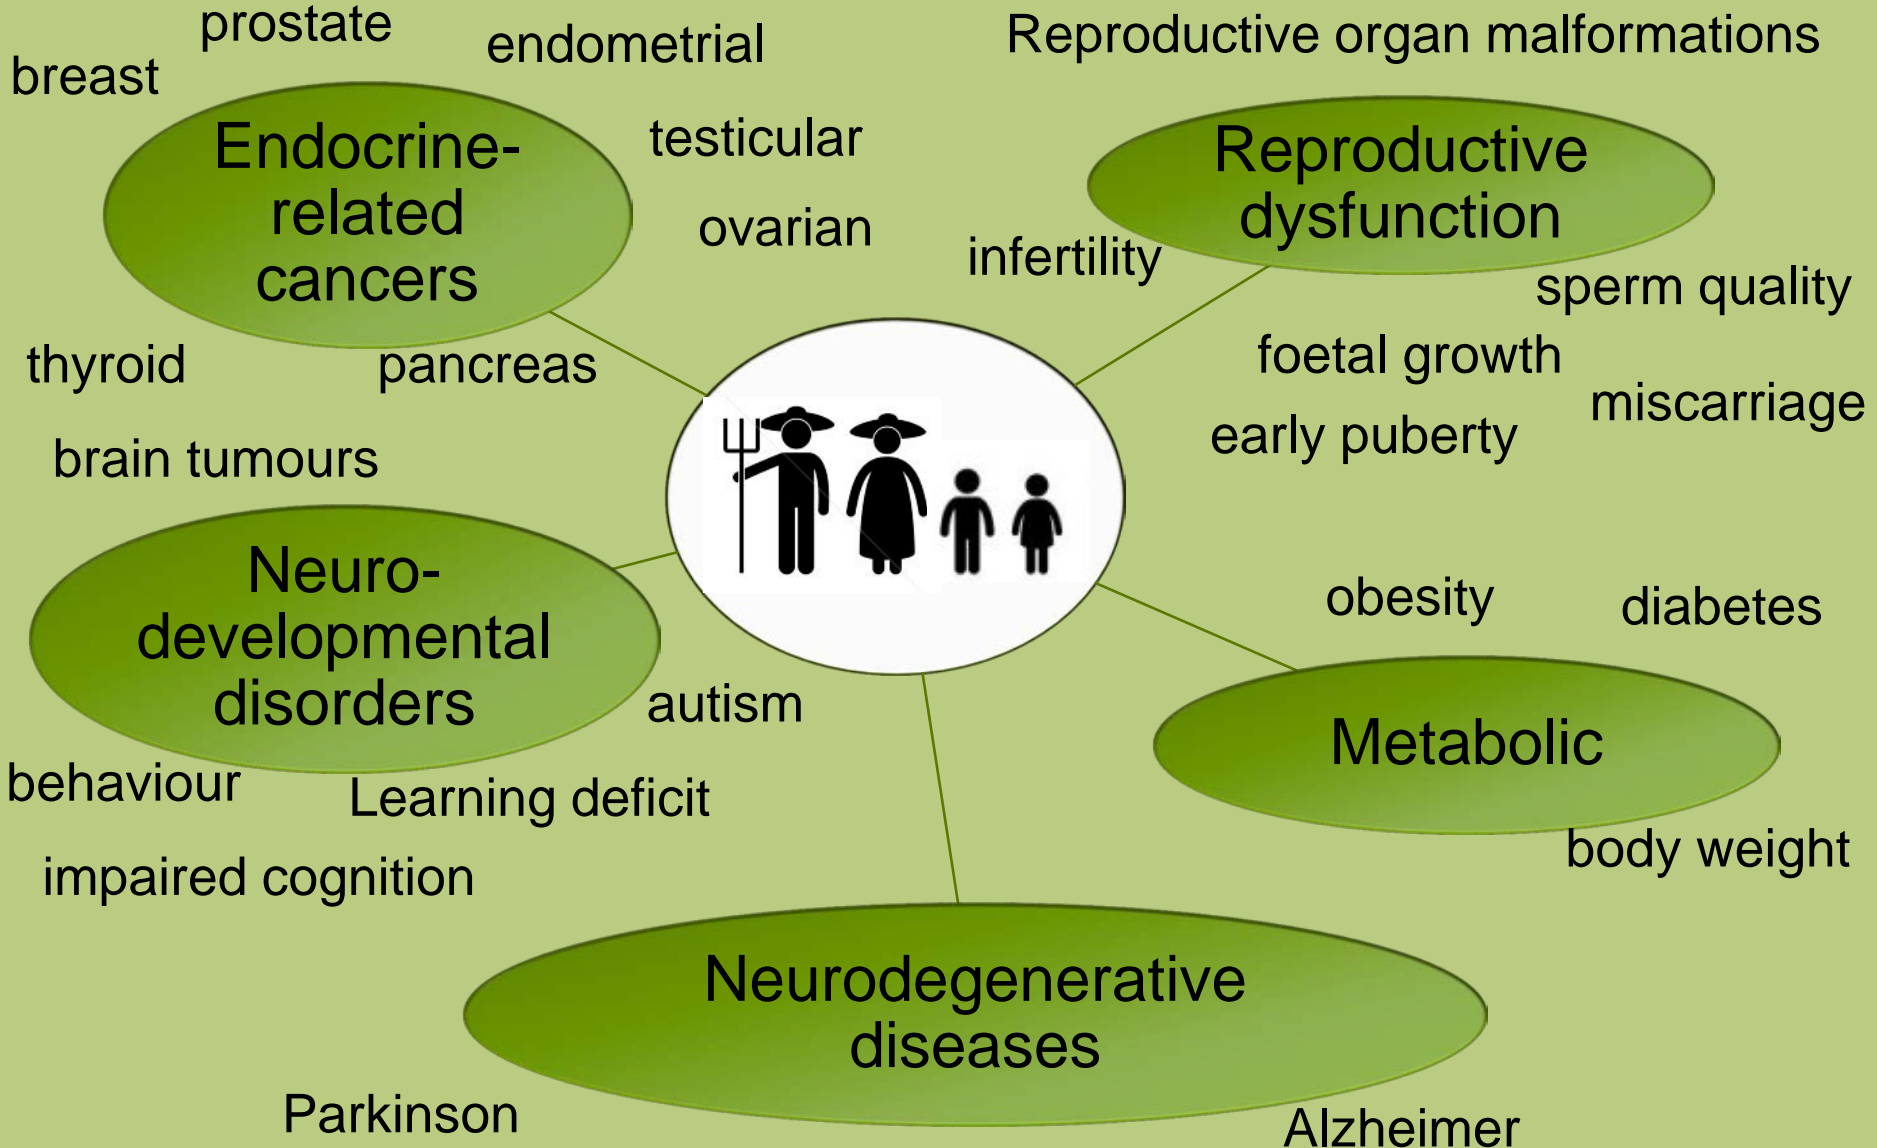 prostate
endometrial
breast
Endocrine-
related
cancers
testicular
ovarian
thyroid
pancreas
brain tumours
Reproductive organ malformations
Reproductive
dysfunction
infertility
sperm quality
foetal growth
miscarriage
early puberty
Neuro-
developmental
disorders
autism
behaviour
Learning deficit
impaired cognition
obesity
diabetes
Metabolic
body weight
Neurodegenerative
diseases
Parkinson
Alzheimer